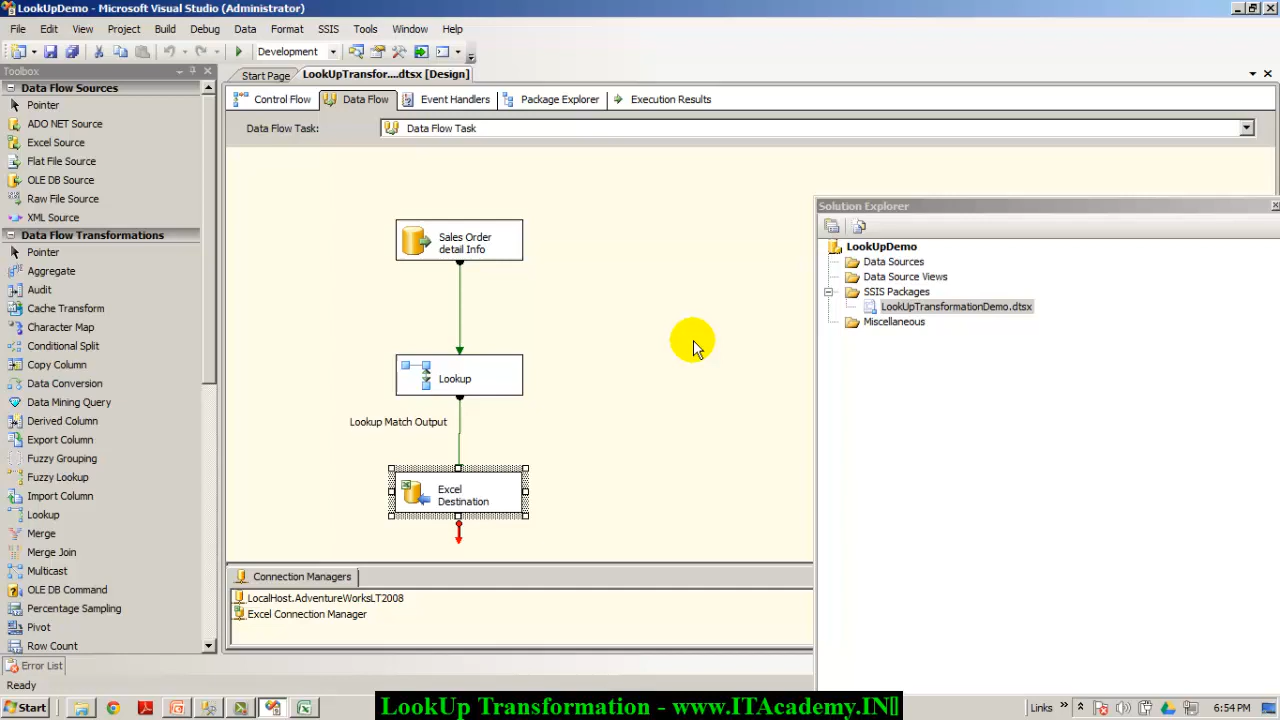 LookUpDemo - Microsoft Visual Studio (Administrator)
File Edit View Project Build Debug Data Format SSIS Tools Window Help
Development
Toolbox
Start Page LookUpTransfor....dtsx [Design]
Data Flow Sources
Pointer
ADO NET Source
Excel Source
Flat File Source
OLE DB Source
Raw File Source
XML Source
Data Flow Transformations
Pointer
Aggregate
Audit
Cache Transform
Character Map
Conditional Split
Copy Column
Data Conversion
Data Mining Query
Derived Column
Export Column
Fuzzy Grouping
Fuzzy Lookup
Import Column
Lookup
Merge
Merge Join
Multicast
OLE DB Command
Percentage Sampling
Pivot
Row Count
Error List
Control Flow Data Flow Event Handlers Package Explorer Execution Results
Data Flow Task: Data Flow Task
Sales Order
detail Info
Lookup
Lookup Match Output
Excel
Destination
Connection Managers
LocalHost.AdventureWorksLT2008
Excel Connection Manager
Solution Explorer
LookUpDemo
Data Sources
Data Source Views
SSIS Packages
LookUpTransformationDemo.dtsx
Miscellaneous
Ready
Start
LookUp Transformation - www.ITAcademy.IN
Links » 6:54 PM